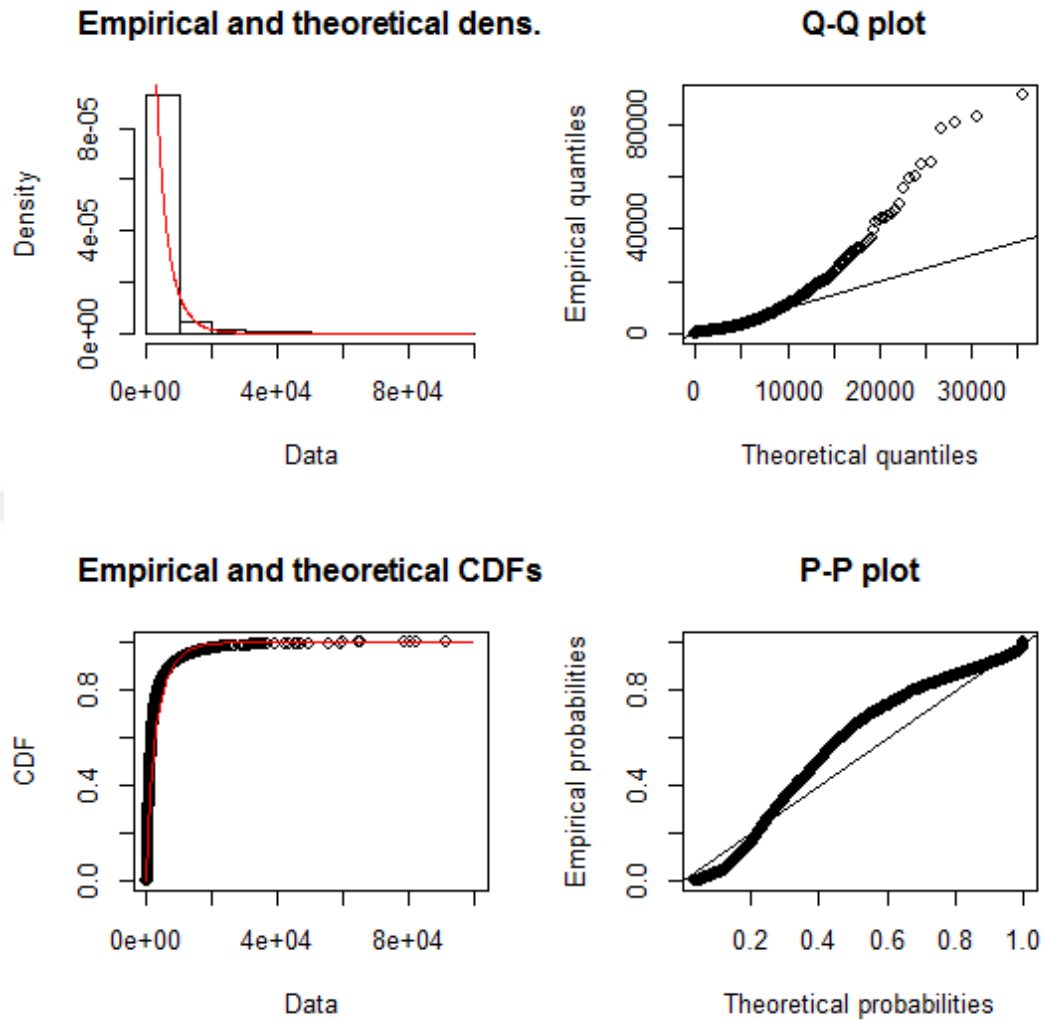 Empirical and theoretical dens.
Density
0e+00 4e-05 8e-05
0e+00 4e+04 8e+04
Data
Q-Q plot
Empirical quantiles
0 40000 80000
0 10000 20000 30000
Theoretical quantiles
Empirical and theoretical CDFs
CDF
0.0 0.4 0.8
0e+00 4e+04 8e+04
Data
P-P plot
Empirical probabilities
0.0 0.4 0.8
0.2 0.4 0.6 0.8 1.0
Theoretical probabilities